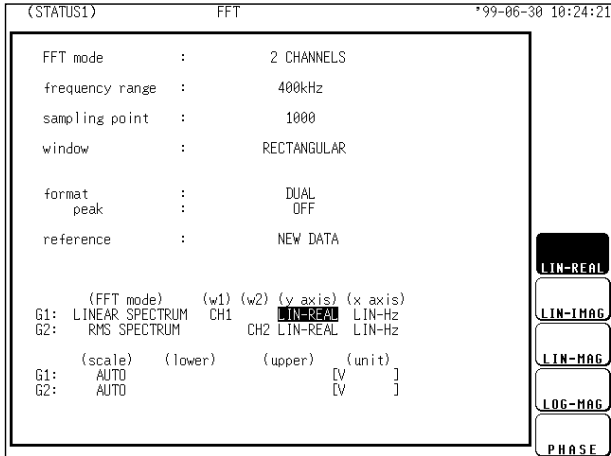 (STATUS1) FFT '99-06-30 10:24:21
FFT mode : 2 CHANNELS
frequency range : 400kHz
sampling point : 1000
window : RECTANGULAR
format : DUAL
peak : OFF
reference : NEW DATA
(FFT mode) (w1) (w2) (y axis) (x axis)
G1: LINEAR SPECTRUM CH1 LIN-REAL LIN-Hz
G2: RMS SPECTRUM CH2 LIN-REAL LIN-Hz
(scale) (lower) (upper) (unit)
G1: AUTO [V ]
G2: AUTO [V ]
LIN-REAL
LIN-IMAG
LIN-MAG
LOG-MAG
PHASE